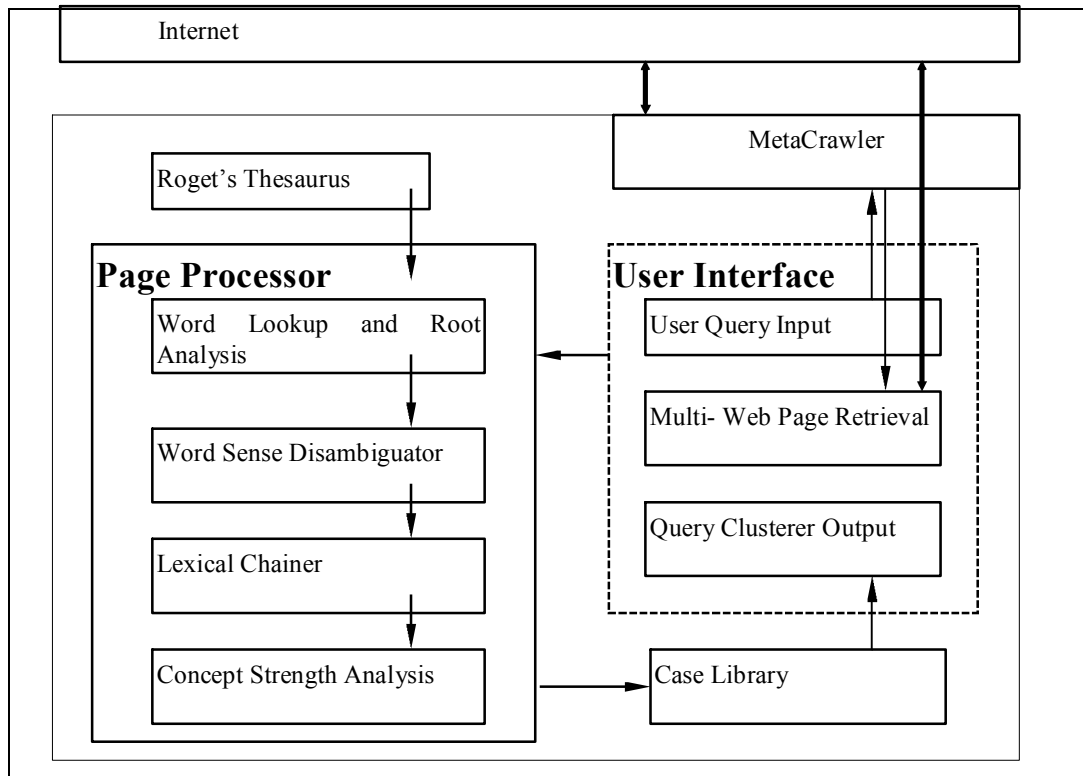 Internet
MetaCrawler
Roget's Thesaurus
Page Processor
Word Lookup and Root
Analysis
Word Sense Disambiguator
Lexical Chainer
Concept Strength Analysis
User Interface
User Query Input
Multi- Web Page Retrieval
Query Clusterer Output
Case Library